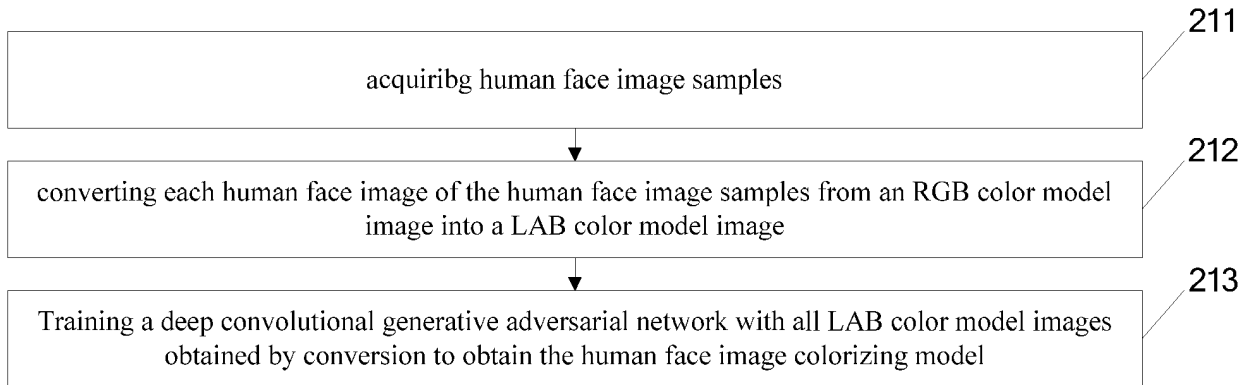 211
acquiribg human face image samples
212
converting each human face image of the human face image samples from an RGB color model
image into a LAB color model image
213
Training a deep convolutional generative adversarial network with all LAB color model images
obtained by conversion to obtain the human face image colorizing model